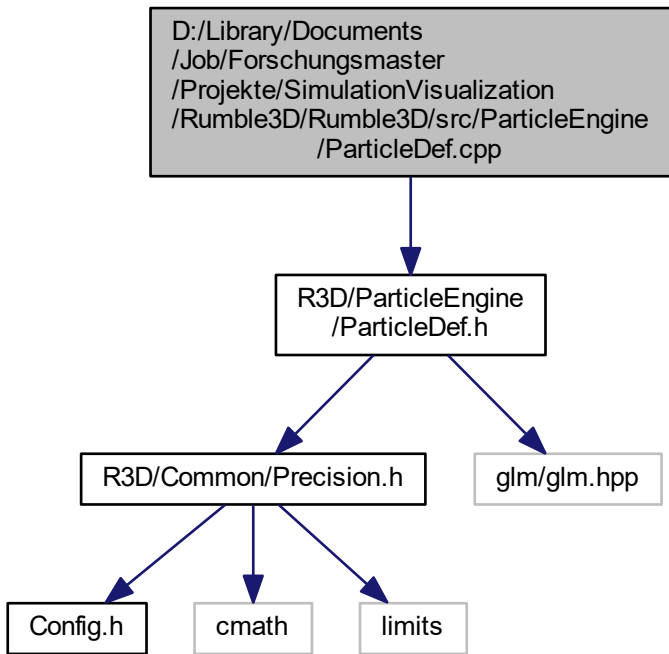 D:/Library/Documents
/Job/Forschungsmaster
/Projekte/SimulationVisualization
/Rumble3D/Rumble3D/src/ParticleEngine
/ParticleDef.cpp
R3D/ParticleEngine
/ParticleDef.h
R3D/Common/Precision.h
glm/glm.hpp
Config.h
cmath
limits